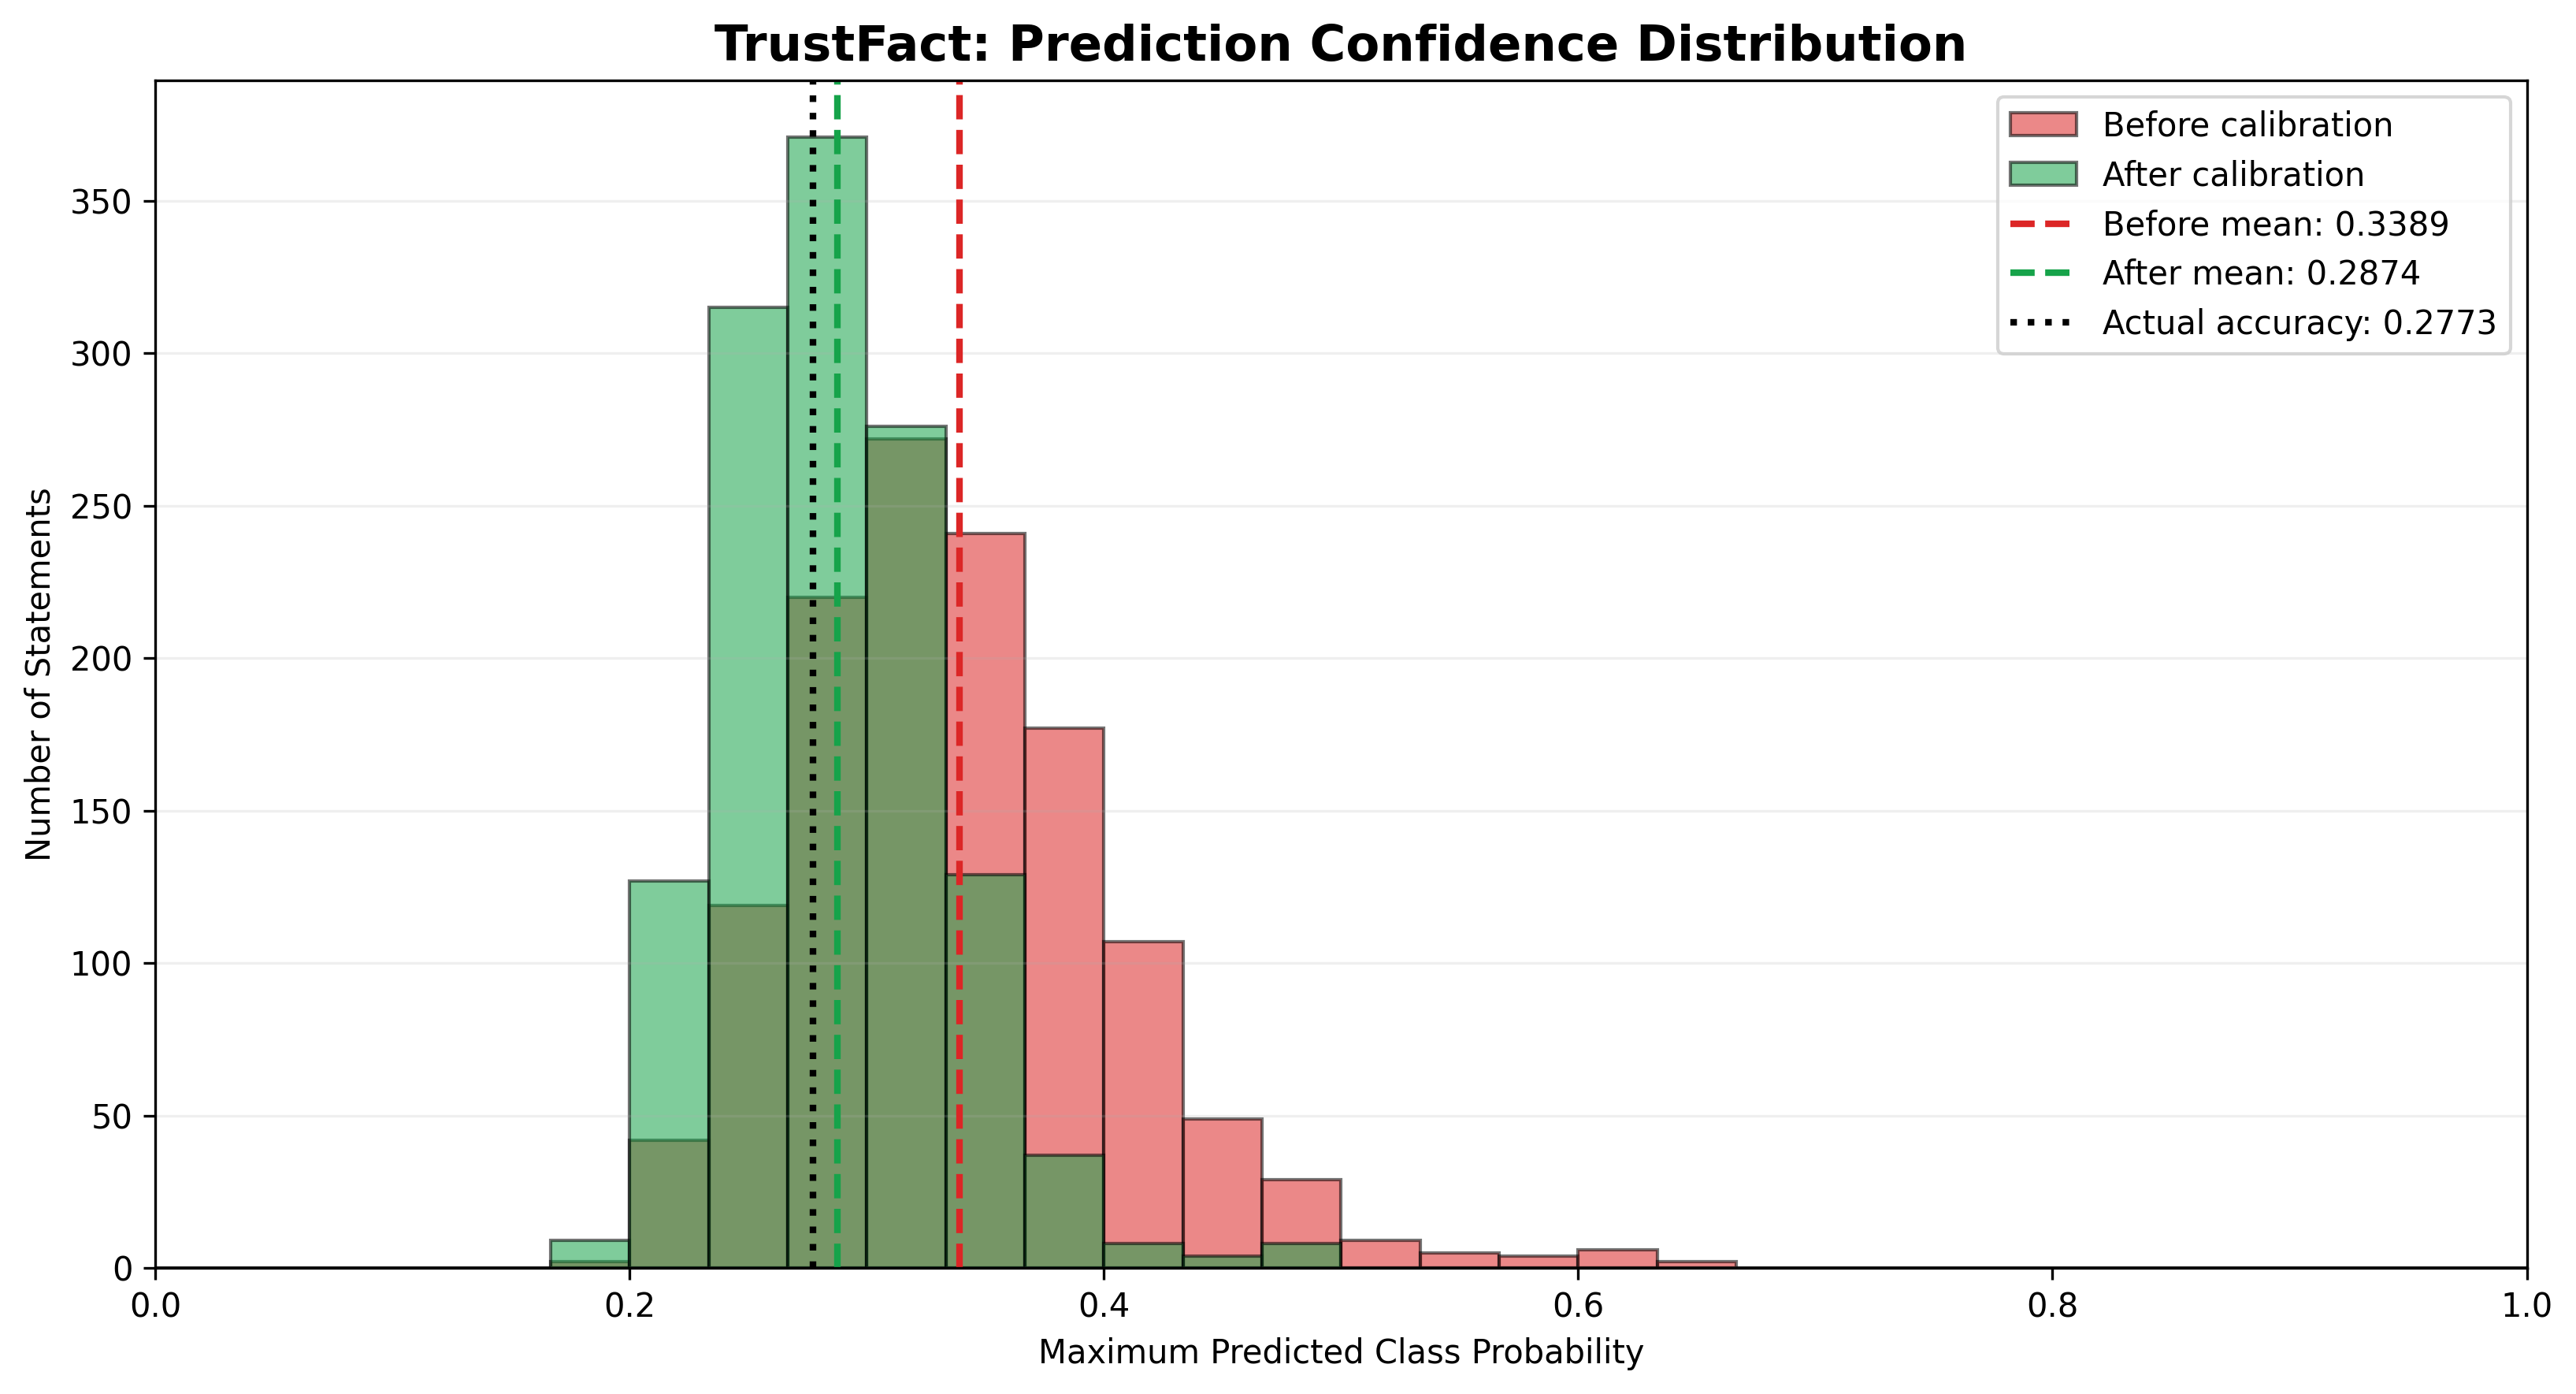 TrustFact: Prediction Confidence Distribution
Before calibration
After calibration
Before mean: 0.3389
After mean: 0.2874
Actual accuracy: 0.2773
Number of Statements
350
300
250
200
150
100
50
0
0.0 0.2 0.4 0.6 0.8 1.0
Maximum Predicted Class Probability